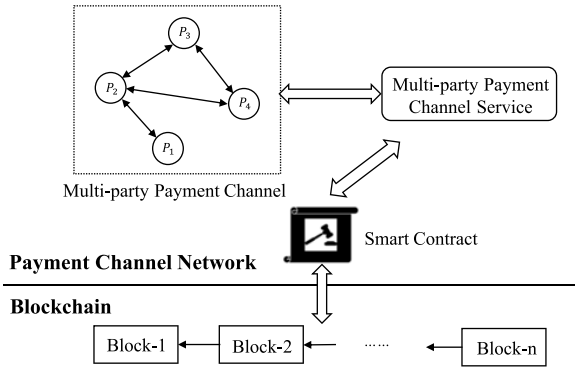 P3
P2
P4
P1
Multi-party Payment
Channel Service
Multi-party Payment Channel
Smart Contract
Payment Channel Network
Blockchain
Block-1
Block-2
......
Block-n